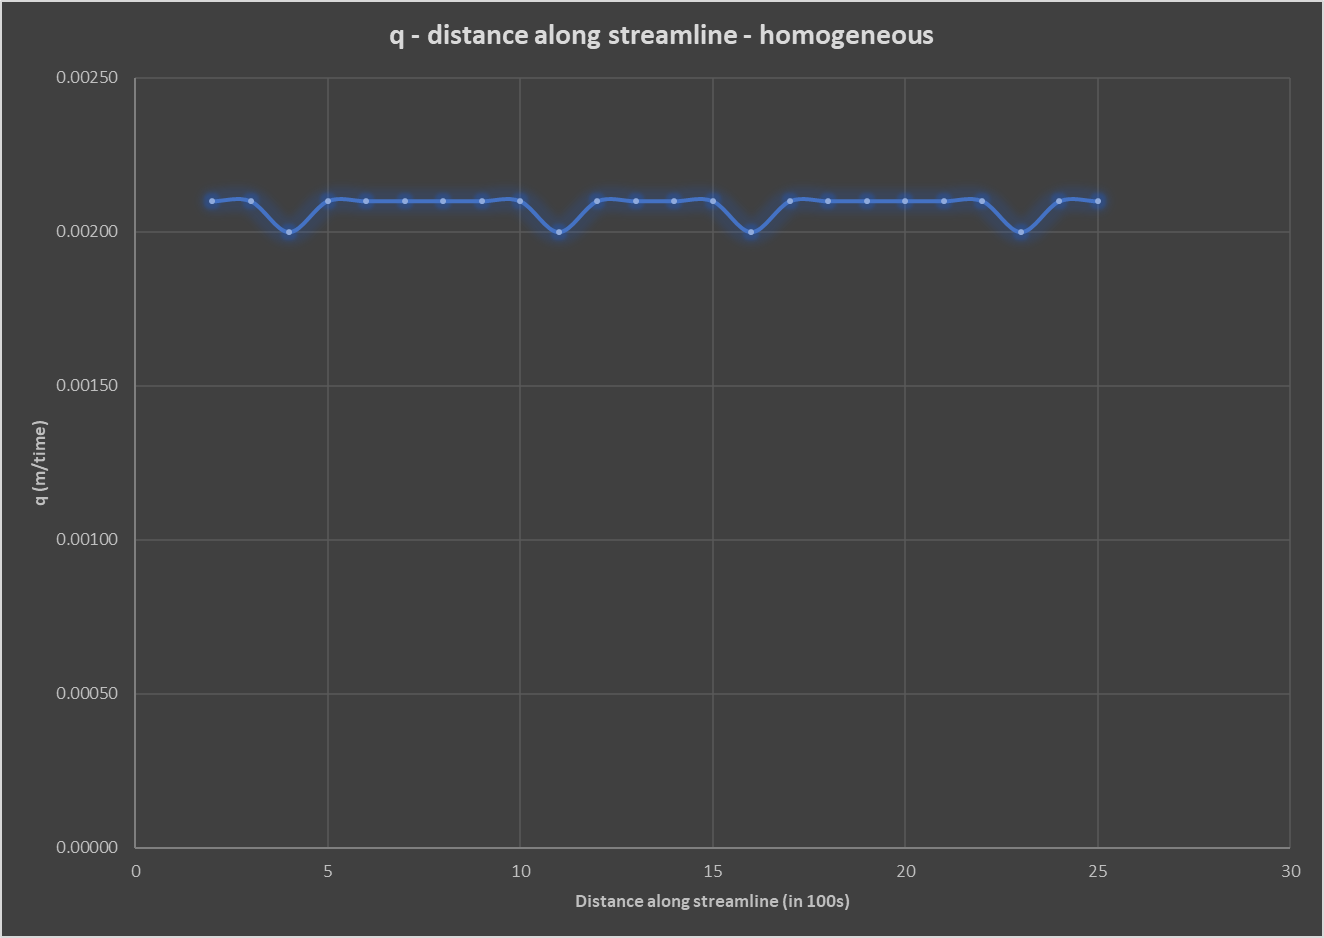 q - distance along streamline - homogeneous
0.00250
0.00200
0.00150
0.00100
0.00050
0.00000
q (m/time)
0 5 10 15 20 25 30
Distance along streamline (in 100s)